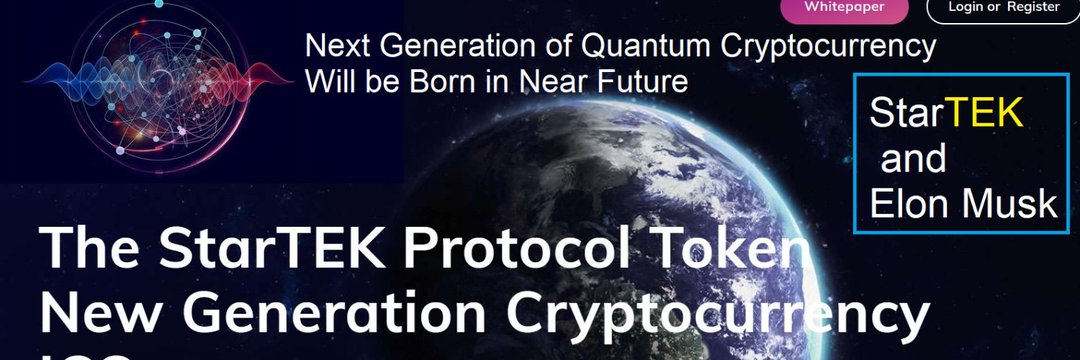 Whitepaper
Login or Register
Next Generation of Quantum Cryptocurrency
Will be Born in Near Future
StarTEK
and
Elon Musk
The StarTEK Protocol Token
New Generation Cryptocurrency